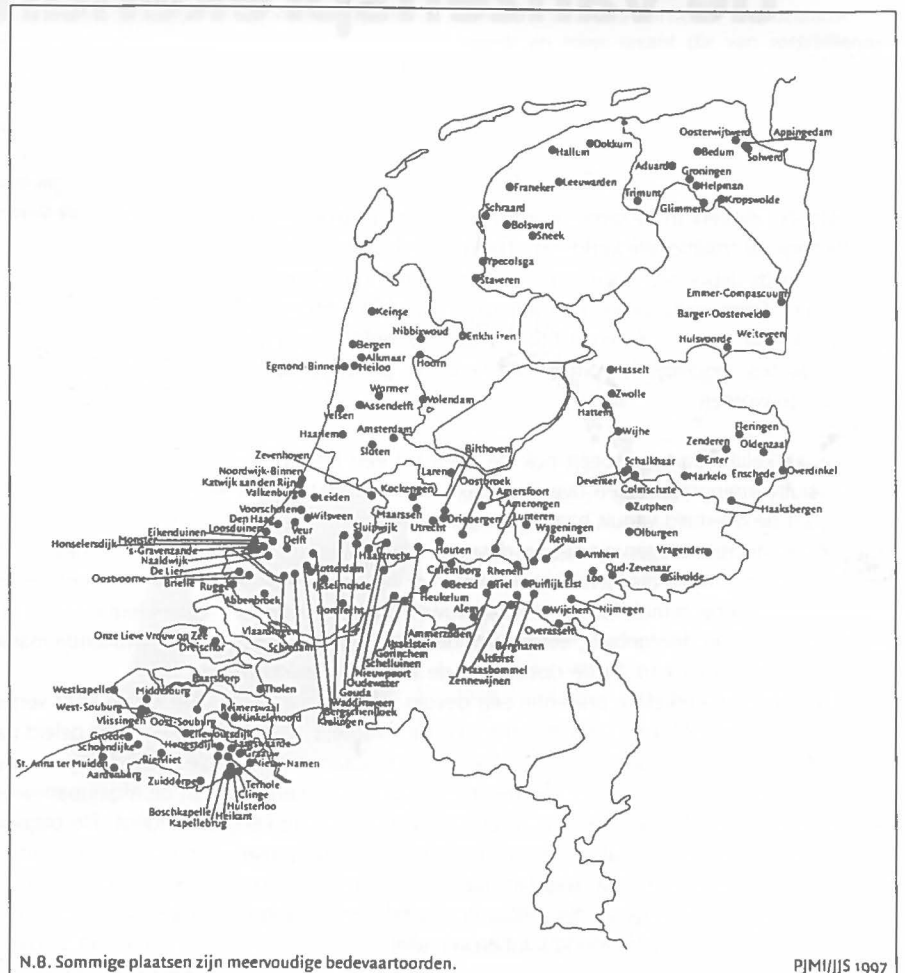 Oosterwijtwerd
Appingedam
Dokkum
Hallum
Bedum
Solwerd
Aduard
Groningen
Leeuwarden
Franeker
Helpman
Trimum
Kropswolde
Glimmen
Schraard
Bolsward
Sneek
Ypecolsga
Staveren
Emmer-Compascuum
Barger-Oosterveld
Keinse
Nibbixwoud
Enkhuizen
Hulsvoorde
Weiteveen
Bergen
Alkmaar
Hoorn
Egmond-Binnen
Heiloo
Hasselt
Wormer
Zwolle
Assendelft
Volendam
Hattem
Velsen
Fleringen
Haarlem
Amsterdam
Wijhe
Zenderen
Oldenzaal
Sloten
Bilthoven
Zevenhoven
Laren
Schalkhaar
Enter
Noordwijk-Binnen
Oostbroek
Deventer
Markelo
Enschede
Overdinkel
Katwijk aan den Rijn
Kockengen
Amersfoort
Colmschate
Valkenburg
Leiden
Amerongen
Zutphen
Haaksbergen
Voorschoten
Wilsveen
Maarssen
Driebergen
Lunteren
Den Haag
Sluipwijk
Utrecht
Wageningen
Eikenduinen
Loosduinen
Veur
Renkum
Olburgen
Monster
Delft
Honselersdijk
Haastrecht
Houten
Arnhem
Vragender
's-Gravenzande
Naaldwijk
Rotterdam
Culemborg
Rhenen
Oud-Zevenaar
De Lier
Loo
Silvolde
Oostvoorne
Brielle
IJsselmonde
Beesd
Tiel
Puiflijk
Elst
Rugge
Heukelum
Abbenbroek
Dordrecht
Alem
Wijchen
Nijmegen
Vlaardingen
Ammerzoden
Overasselt
Onze Lieve Vrouw op Zee
Schiedam
IJsselstein
Bergharen
Dreischor
Gorinchem
Altforst
Schelluinen
Maasbommel
Baarsdorp
Nieuwpoort
Zennewijnen
Westkapelle
Tholen
Oudewater
Middelburg
Gouda
West-Souburg
Reimerswaal
Waddinxveen
Vlissingen
Oost-Souburg
Hinkelenoord
Bergschenhoek
Groede
Ellewoutsdijk
Kralingen
Schoondijke
Hengstdijk
Graauw
Biervliet
Nieuw-Namen
St. Anna ter Muiden
Aardenburg
Zuiddorpe
Terhole
Clinge
Hulsterloo
Boschkapelle
Heikant
Kapellebrug
N.B. Sommige plaatsen zijn meervoudige bedevaartoorden.
PJMI/JJS 1997